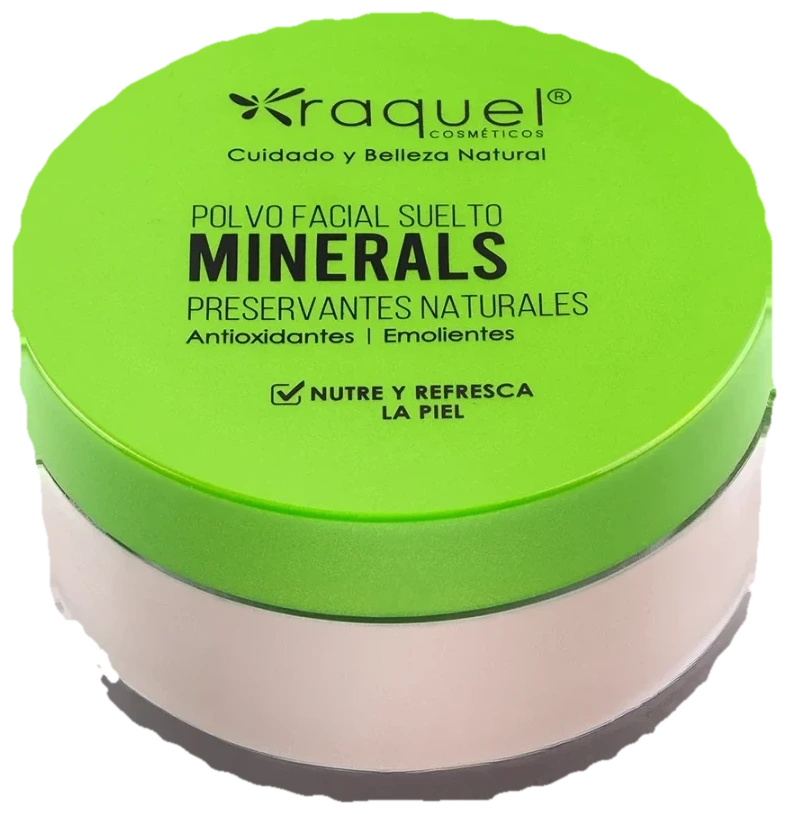 raquel®
COSMÉTICOS
Cuidado y Belleza Natural
POLVO FACIAL SUELTO
MINERALS
PRESERVANTES NATURALES
Antioxidantes | Emolientes
NUTRE Y REFRESCA
LA PIEL